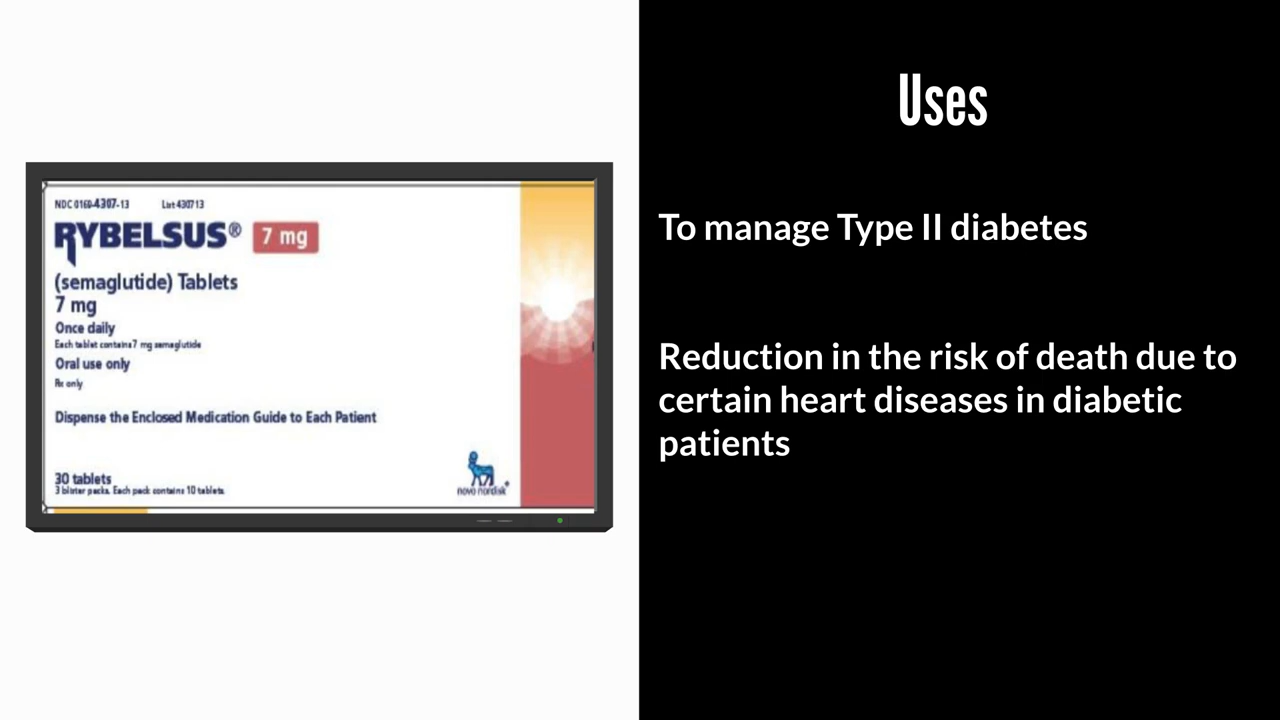 NDC 0169-4307-13 List 430713
RYBELSUS® 7 mg
(semaglutide) Tablets
7 mg
Once daily
Each tablet contains 7 mg semaglutide
Oral use only
Rx only
Dispense the Enclosed Medication Guide to Each Patient
30 tablets
3 blister packs. Each pack contains 10 tablets.
novo nordisk®
Uses
To manage Type II diabetes
Reduction in the risk of death due to
certain heart diseases in diabetic
patients